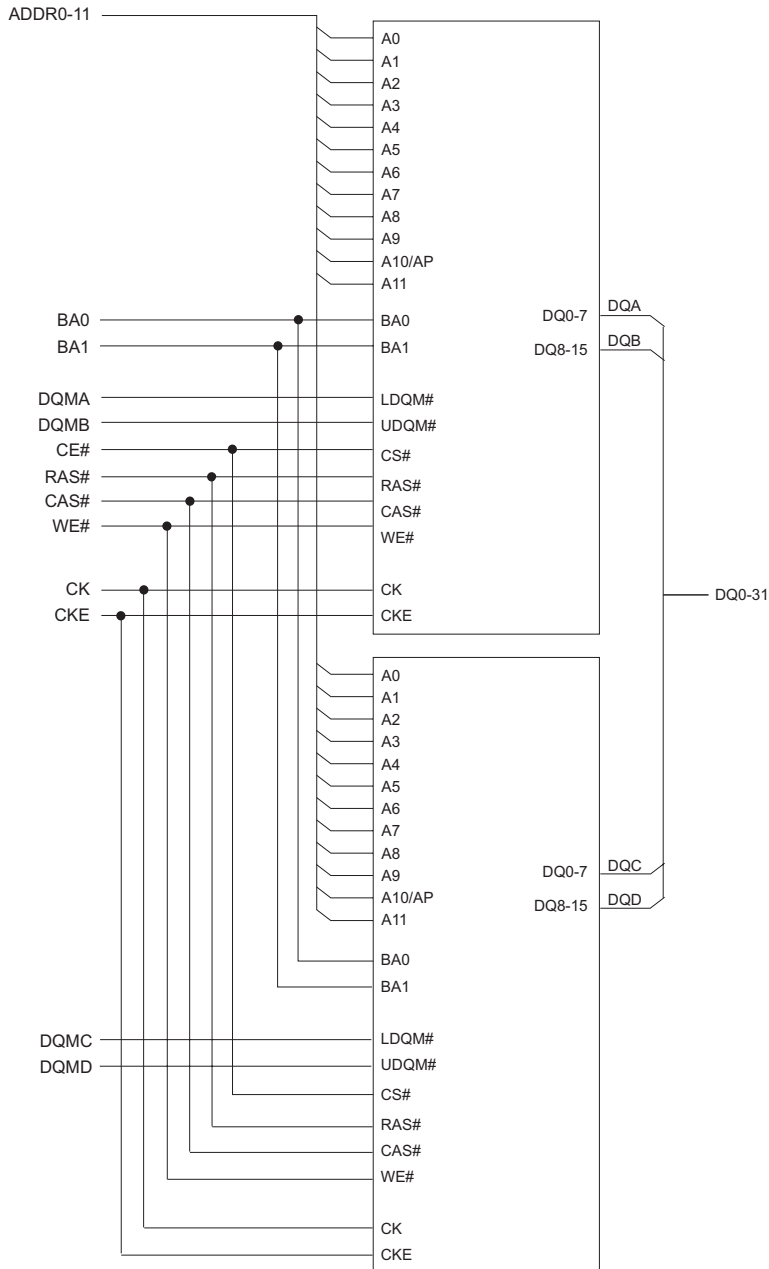 ADDR0-11
A0
A1
A2
A3
A4
A5
A6
A7
A8
A9
A10/AP
A11
BA0
BA0
BA1
BA1
DQ0-7
DQA
DQ8-15
DQB
DQMA
LDQM#
DQMB
UDQM#
CE#
CS#
RAS#
RAS#
CAS#
CAS#
WE#
WE#
CK
CK
CKE
CKE
DQ0-31
A0
A1
A2
A3
A4
A5
A6
A7
A8
A9
A10/AP
A11
DQ0-7
DQC
DQ8-15
DQD
BA0
BA1
DQMC
LDQM#
DQMD
UDQM#
CS#
RAS#
CAS#
WE#
CK
CKE